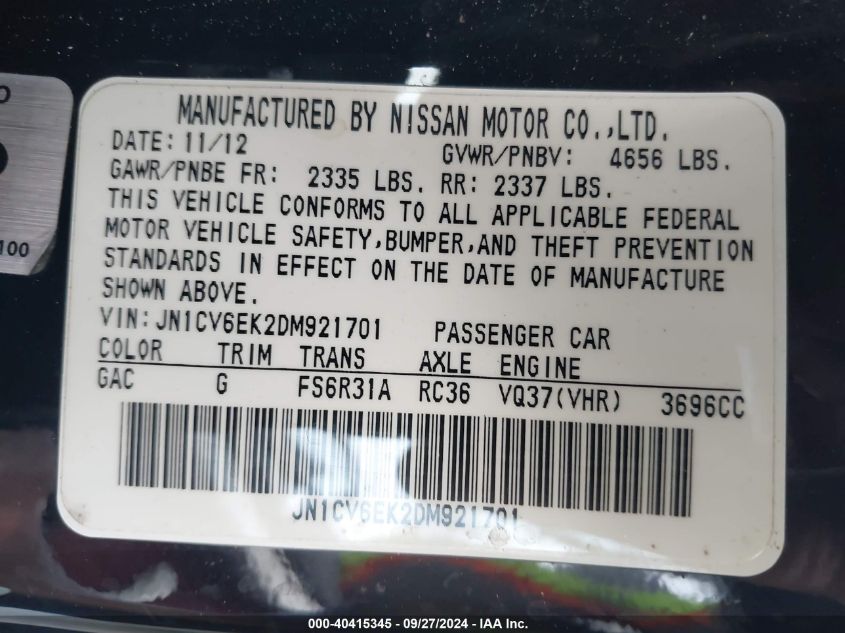 O
100
MANUFACTURED BY NISSAN MOTOR CO.,LTD.
DATE: 11/12 GVWR/PNBV: 4656 LBS.
GAWR/PNBE FR: 2335 LBS. RR: 2337 LBS.
THIS VEHICLE CONFORMS TO ALL APPLICABLE FEDERAL
MOTOR VEHICLE SAFETY,BUMPER,AND THEFT PREVENTION
STANDARDS IN EFFECT ON THE DATE OF MANUFACTURE
SHOWN ABOVE.
VIN:JN1CV6EK2DM921701 PASSENGER CAR
COLOR TRIM TRANS AXLE ENGINE
GAC G FS6R31A RC36 VQ37(VHR) 3696CC
JN1CV6EK2DM921701
000-40415345 - 09/27/2024 - IAA Inc.